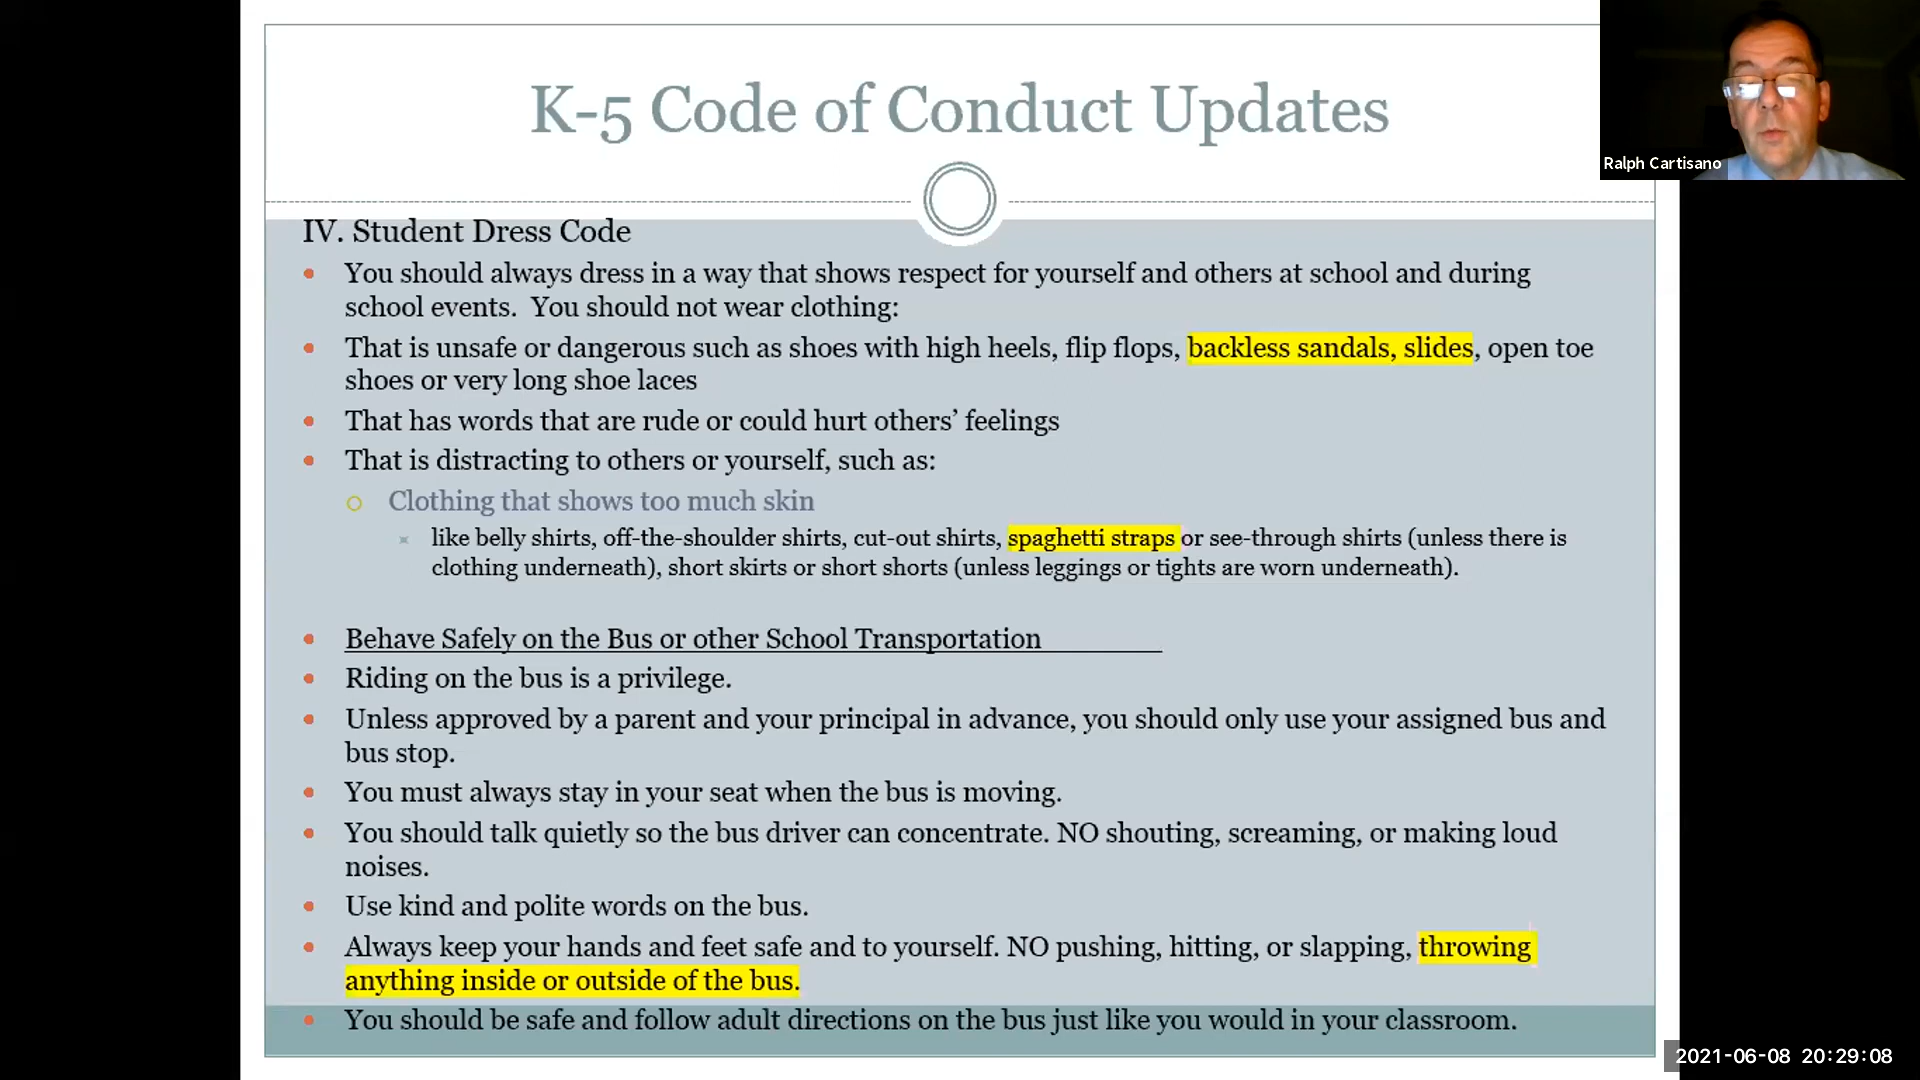 K-5 Code of Conduct Updates
Ralph Cartisano
IV. Student Dress Code
• You should always dress in a way that shows respect for yourself and others at school and during
school events.  You should not wear clothing:
• That is unsafe or dangerous such as shoes with high heels, flip flops, backless sandals, slides, open toe
shoes or very long shoe laces
• That has words that are rude or could hurt others’ feelings
• That is distracting to others or yourself, such as:
Clothing that shows too much skin
like belly shirts, off-the-shoulder shirts, cut-out shirts, spaghetti straps or see-through shirts (unless there is
clothing underneath), short skirts or short shorts (unless leggings or tights are worn underneath).
• Behave Safely on the Bus or other School Transportation
• Riding on the bus is a privilege.
• Unless approved by a parent and your principal in advance, you should only use your assigned bus and
bus stop.
• You must always stay in your seat when the bus is moving.
• You should talk quietly so the bus driver can concentrate. NO shouting, screaming, or making loud
noises.
• Use kind and polite words on the bus.
• Always keep your hands and feet safe and to yourself. NO pushing, hitting, or slapping, throwing
anything inside or outside of the bus.
• You should be safe and follow adult directions on the bus just like you would in your classroom.
2021-06-08 20:29:08